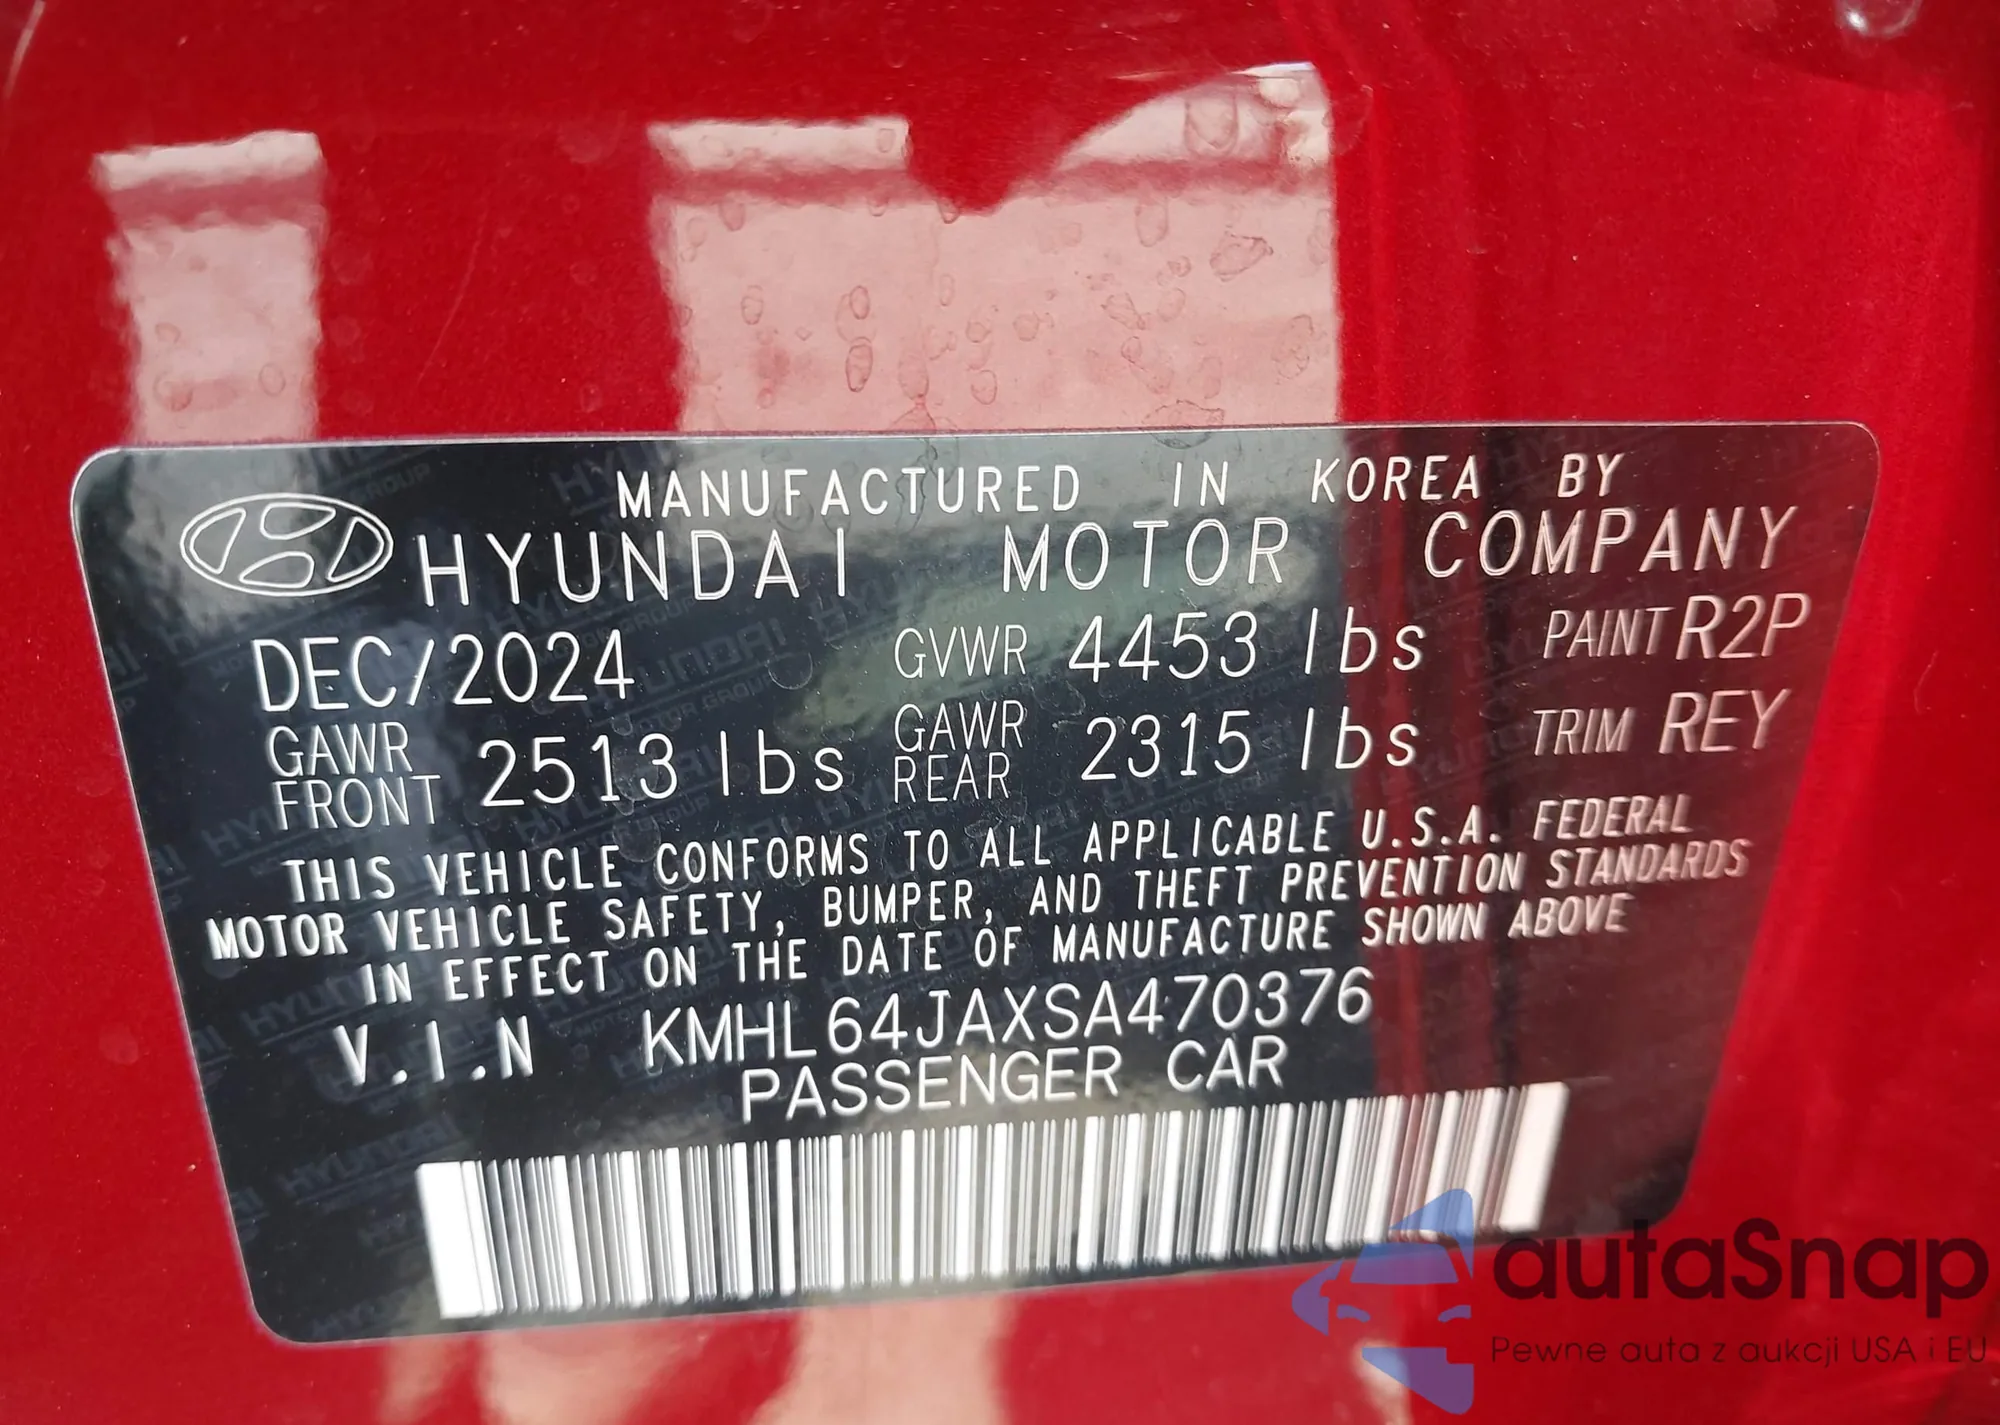 MANUFACTURED IN KOREA BY
HYUNDAI MOTOR COMPANY
DEC/2024 GVWR 4453 lbs PAINT R2P
GAWR FRONT 2513 lbs GAWR REAR 2315 lbs TRIM REY
THIS VEHICLE CONFORMS TO ALL APPLICABLE U.S.A. FEDERAL
MOTOR VEHICLE SAFETY, BUMPER, AND THEFT PREVENTION STANDARDS
IN EFFECT ON THE DATE OF MANUFACTURE SHOWN ABOVE
V.I.N KMHL64JAXSA470376
PASSENGER CAR
autaSnap
Pewne auta z aukcji USA i EU